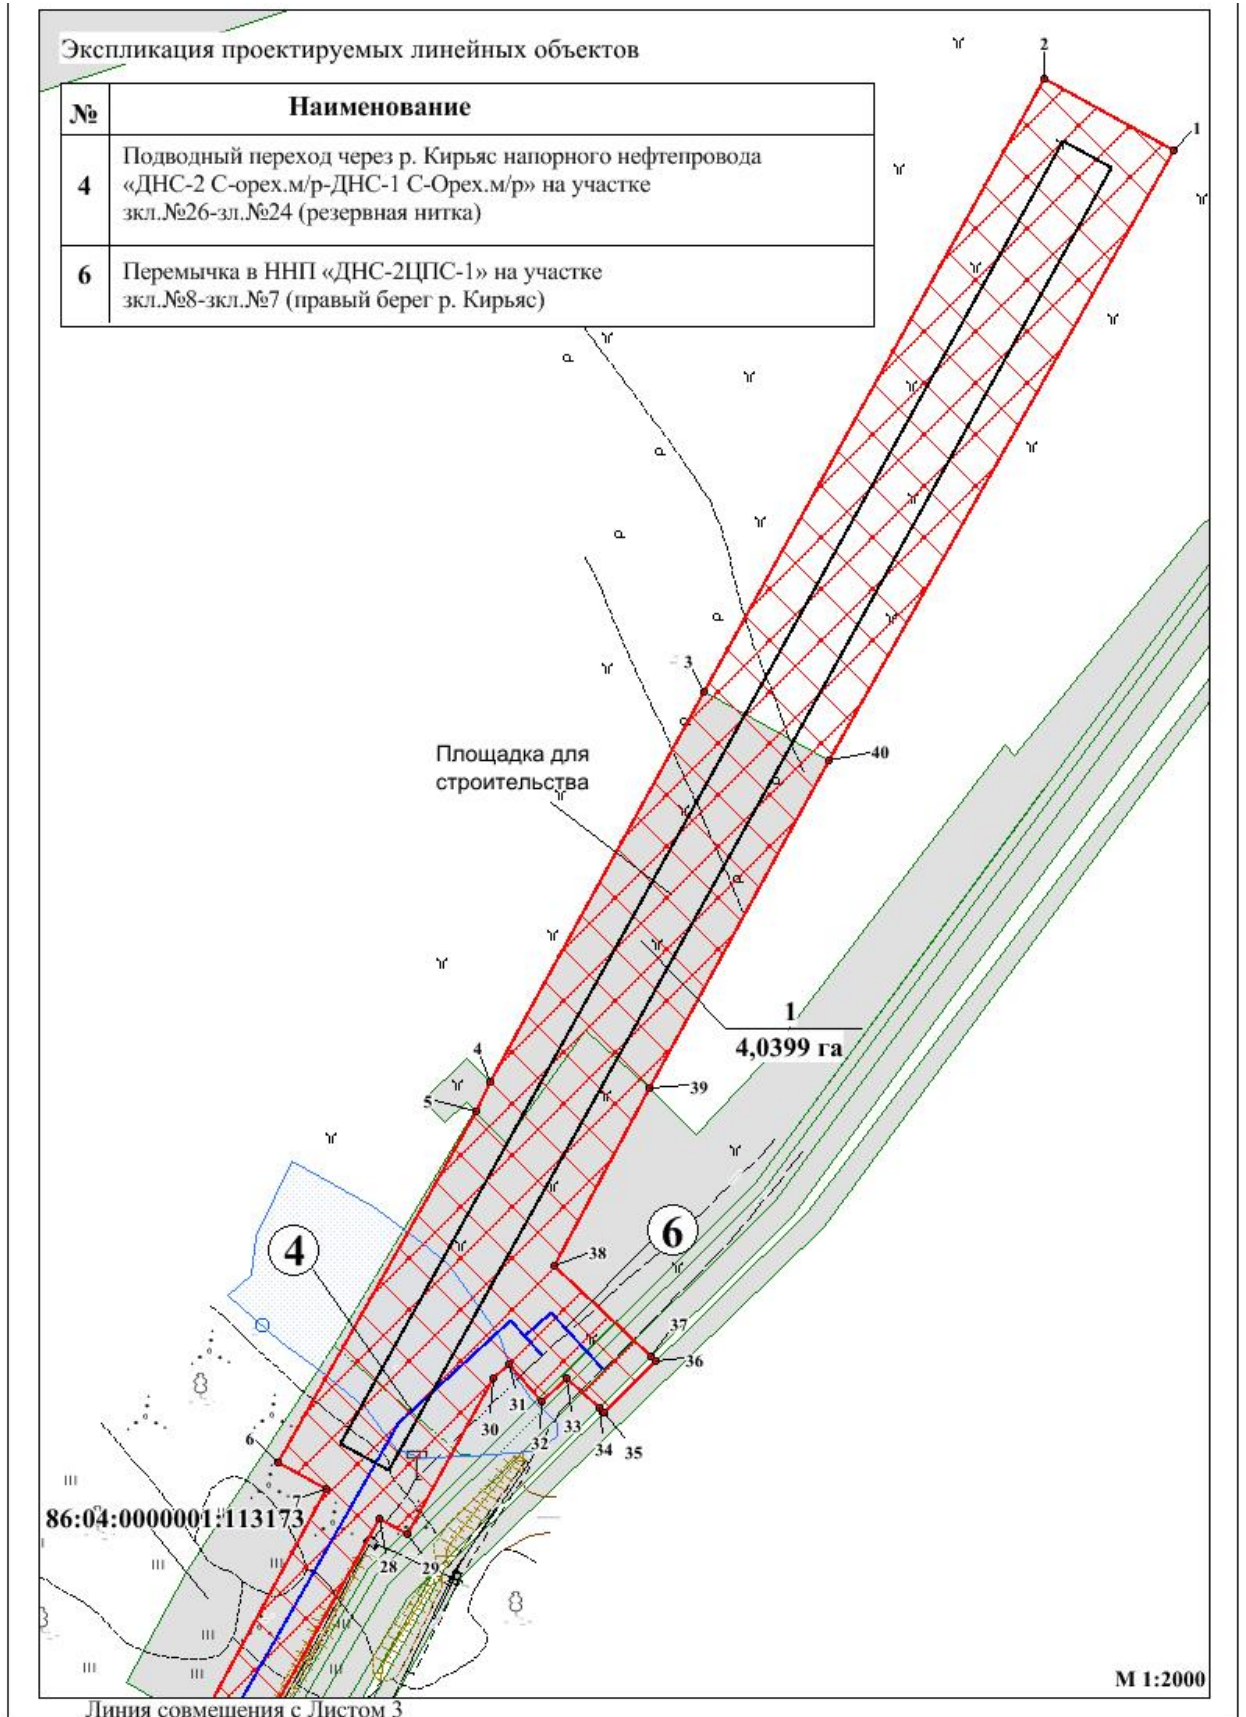 Экспликация проектируемых линейных объектов
№ Наименование
4
Подводный переход через р. Кирьяс напорного нефтепровода
«ДНС-2 С-орех.м/р-ДНС-1 С-Орех.м/р» на участке
зкл.№26-зл.№24 (резервная нитка)
6
Перемычка в ННП «ДНС-2ЦПС-1» на участке
зкл.№8-зкл.№7 (правый берег р. Кирьяс)
2
1
3
40
Площадка для
строительства
1
4,0399 га
4
39
5
6
4
38
37
36
31
30
33
32
34
35
6
7
86:04:0000001:113173
28
29
М 1:2000
Линия совмещения с Листом 3